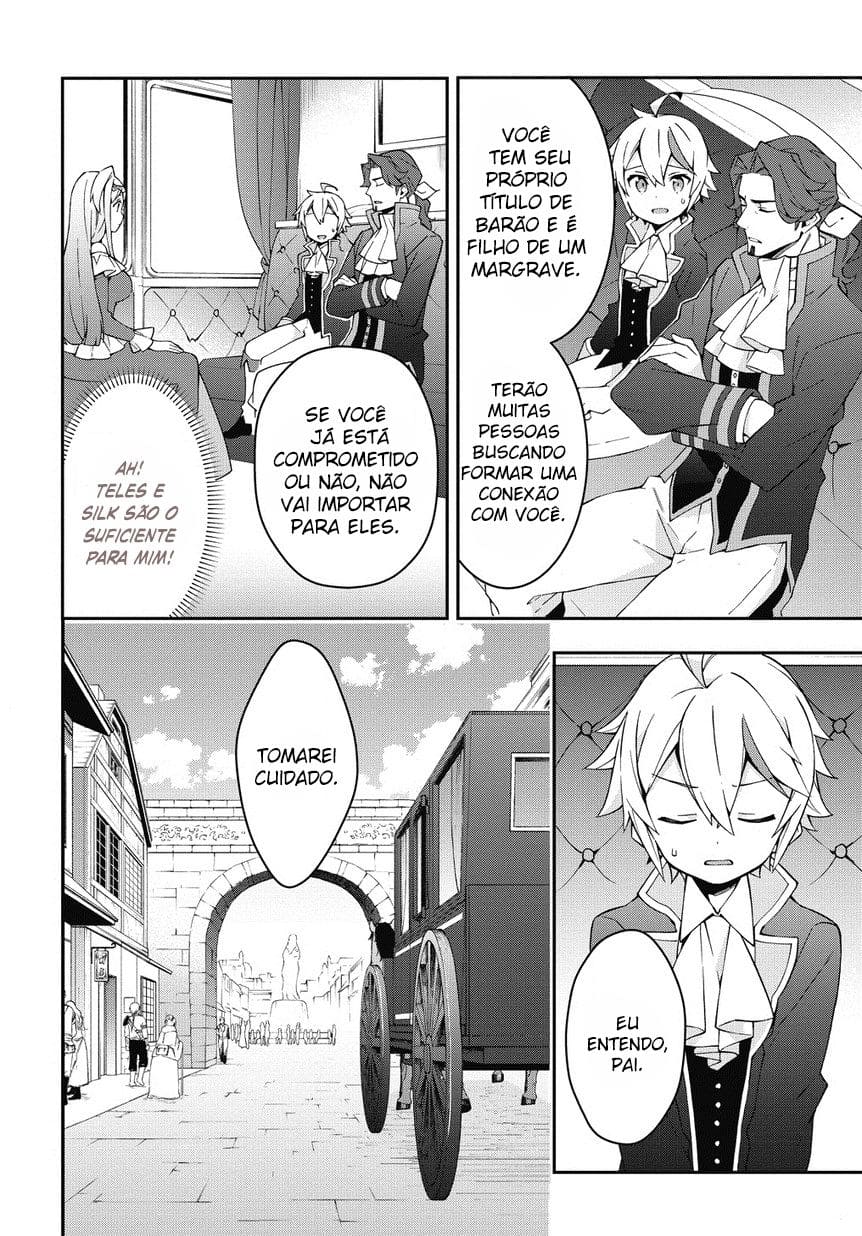 VOCÊ
TEM SEU
PRÓPRIO
TÍTULO DE
BARÃO E É
FILHO DE UM
MARGRAVE.
TERÃO
MUITAS
PESSOAS
BUSCANDO
FORMAR UMA
CONEXÃO
COM VOCÊ.
SE VOCÊ
JÁ ESTÁ
COMPROMETIDO
OU NÃO, NÃO
VAI IMPORTAR
PARA ELES.
AH!
TELES E
SILK SÃO O
SUFICIENTE
PARA MIM!
EU
ENTENDO,
PAI.
TOMAREI
CUIDADO.